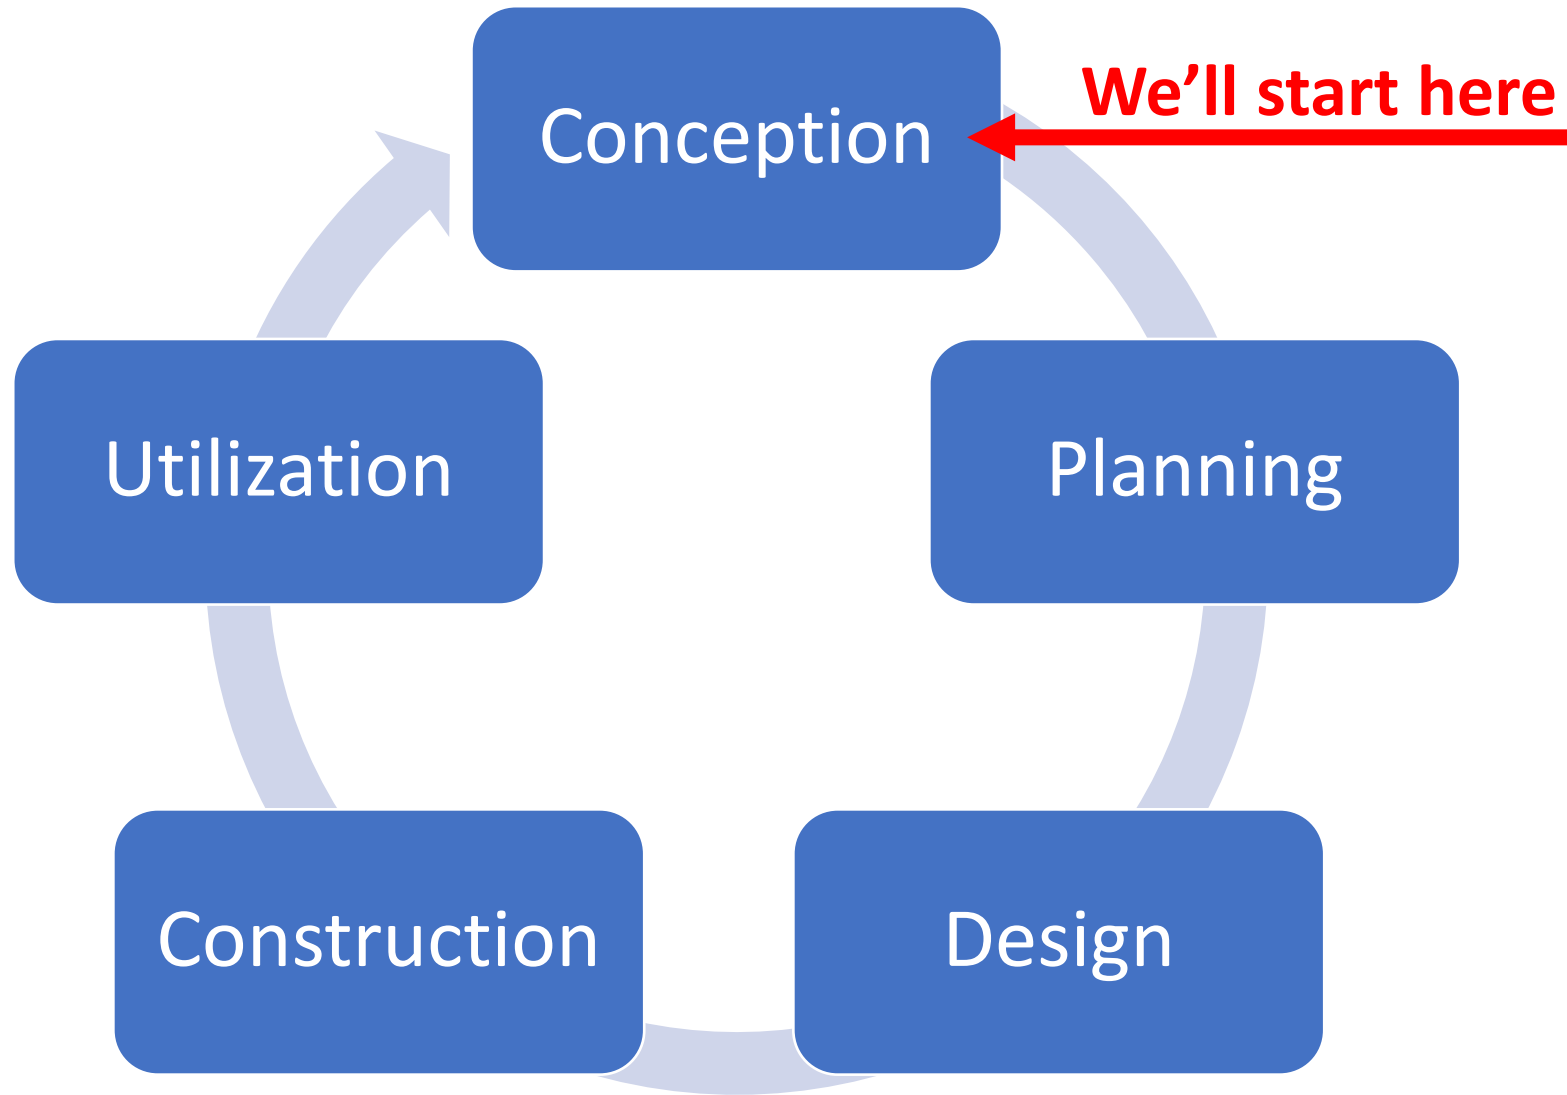 Conception
We’ll start here
Planning
Design
Construction
Utilization